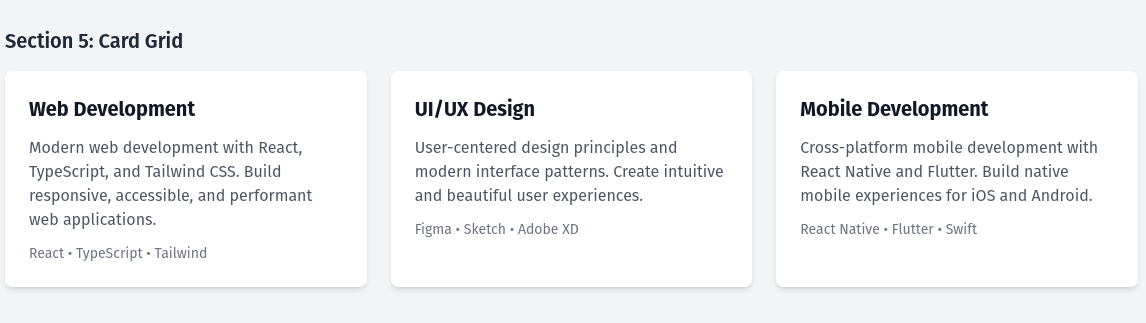 Section 5: Card Grid
Web Development
Modern web development with React,
TypeScript, and Tailwind CSS. Build
responsive, accessible, and performant
web applications.
React • TypeScript • Tailwind
UI/UX Design
User-centered design principles and
modern interface patterns. Create intuitive
and beautiful user experiences.
Figma • Sketch • Adobe XD
Mobile Development
Cross-platform mobile development with
React Native and Flutter. Build native
mobile experiences for iOS and Android.
React Native • Flutter • Swift